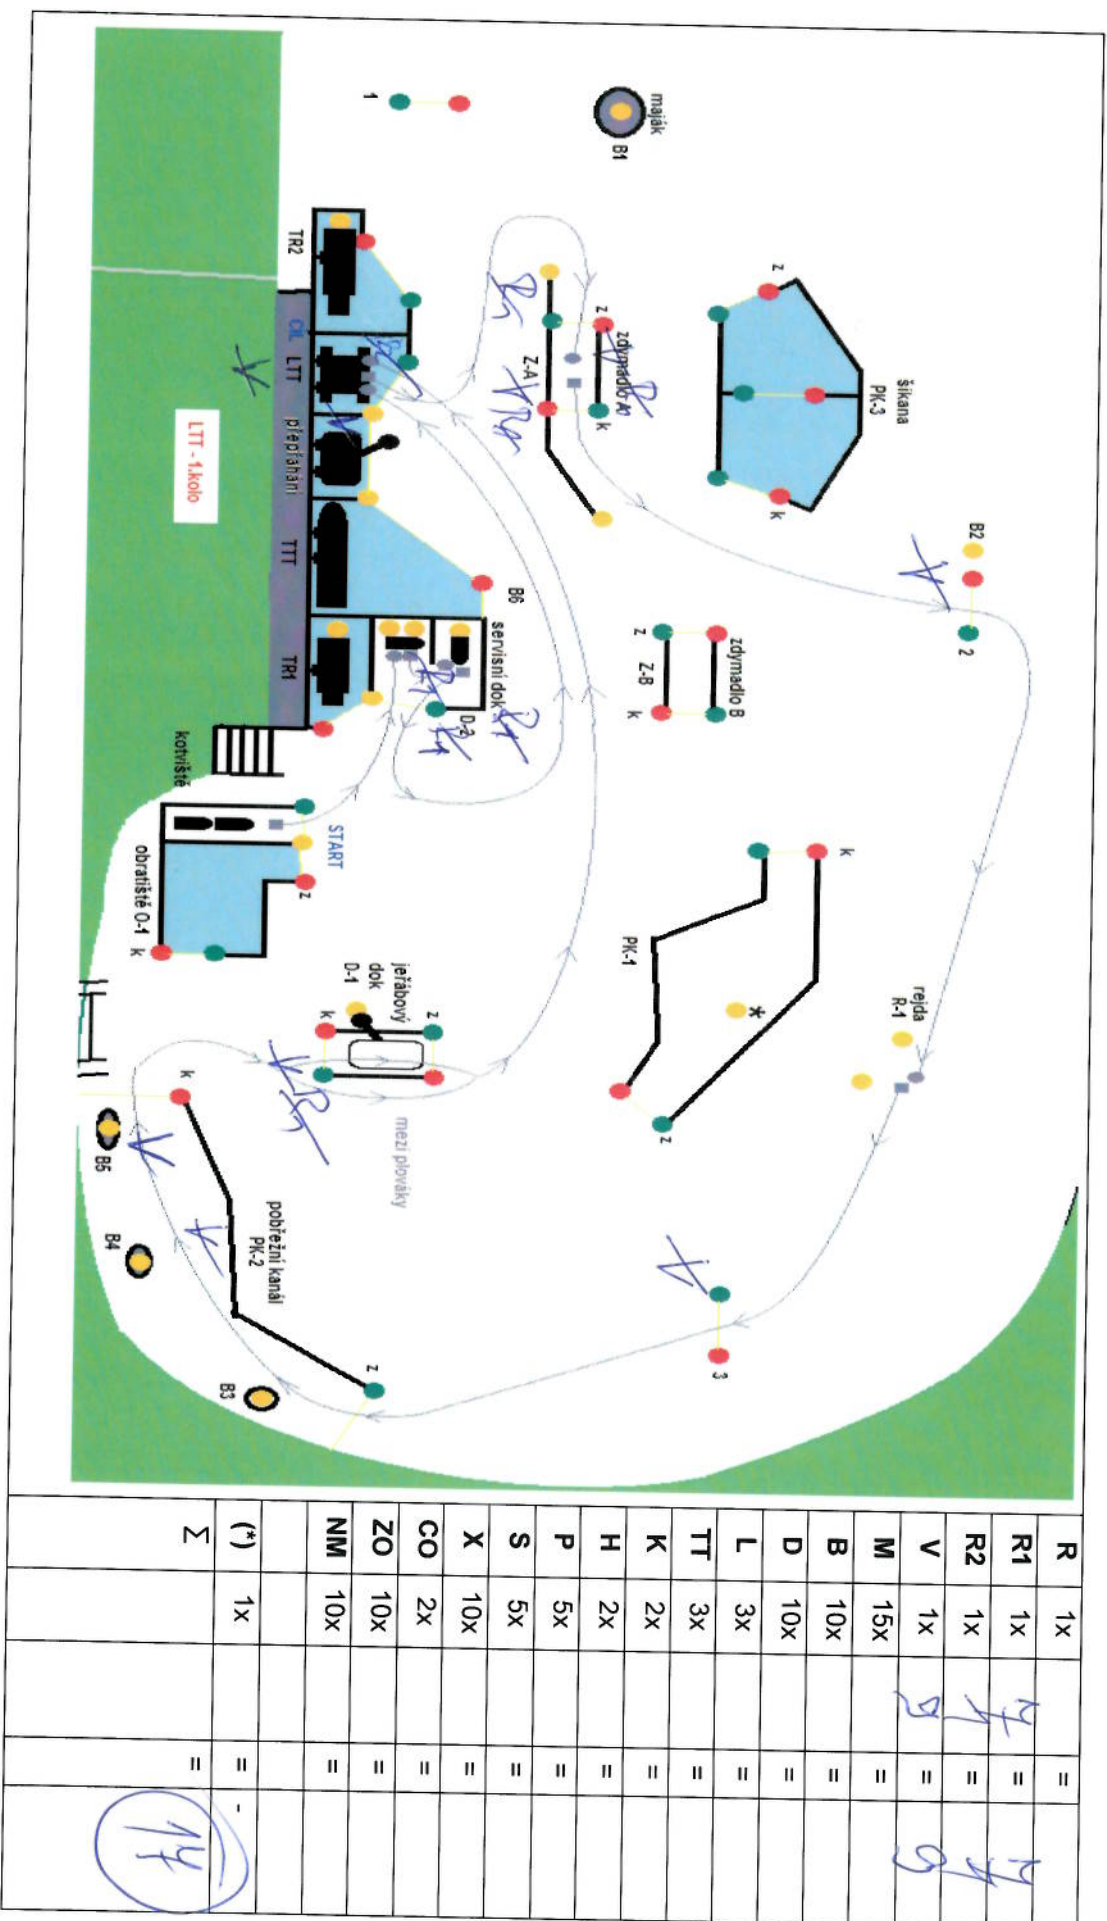 maják
B1
1
šikana
PK-3
z
k
B2
2
zdymadlo A
Z-A
z
k
TR2
CÍL
LTT
přepřahání
TTT
TR1
LTT - 1.kolo
B6
servisní dok
D-2
zdymadlo B
Z-B
z
k
kotviště
START
obratiště O-1
z
k
PK-1
k
z
*
rejda
R-1
jeřábový
dok
D-1
z
k
mezi plováky
3
pobřežní kanál
PK-2
z
k
B3
B4
B5
R 1x =
R1 1x =
R2 1x =
V 1x =
M 15x =
B 10x =
D 10x =
L 3x =
TT 3x =
K 2x =
H 2x =
P 5x =
S 5x =
X 10x =
CO 2x =
ZO 10x =
NM 10x =
(*) 1x = -
Σ = 17